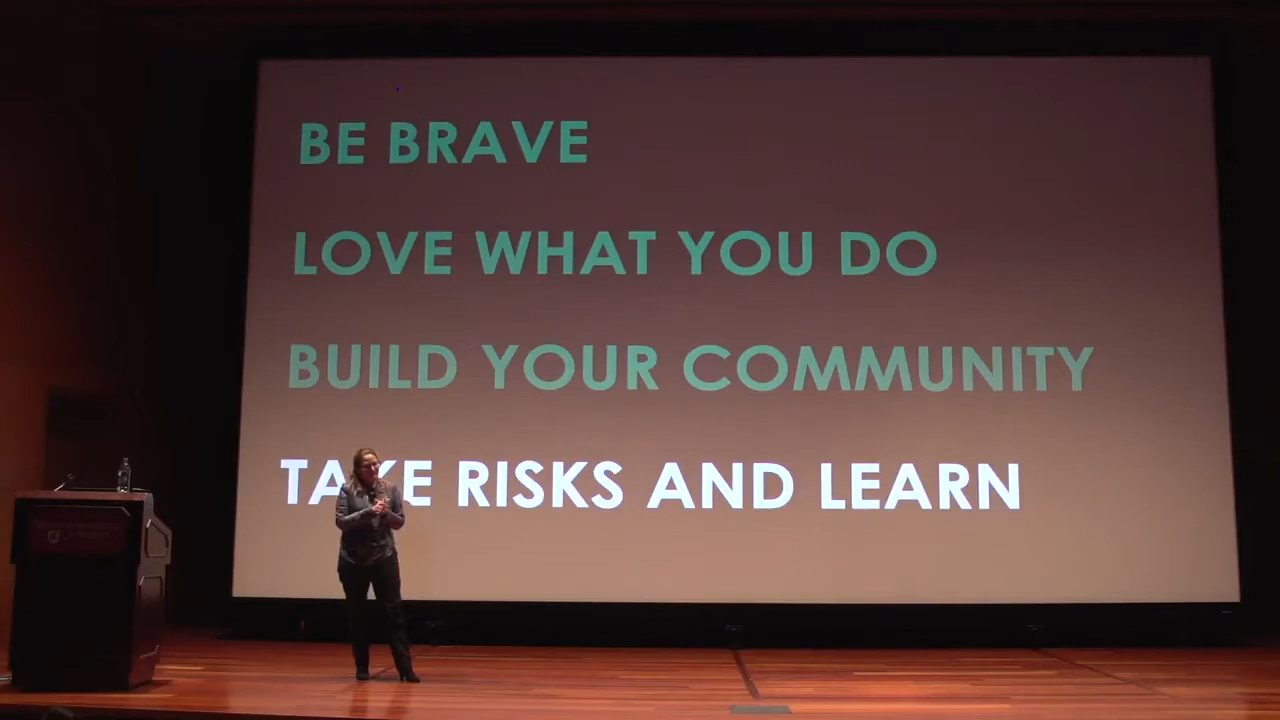 BE BRAVE
LOVE WHAT YOU DO
BUILD YOUR COMMUNITY
TAKE RISKS AND LEARN